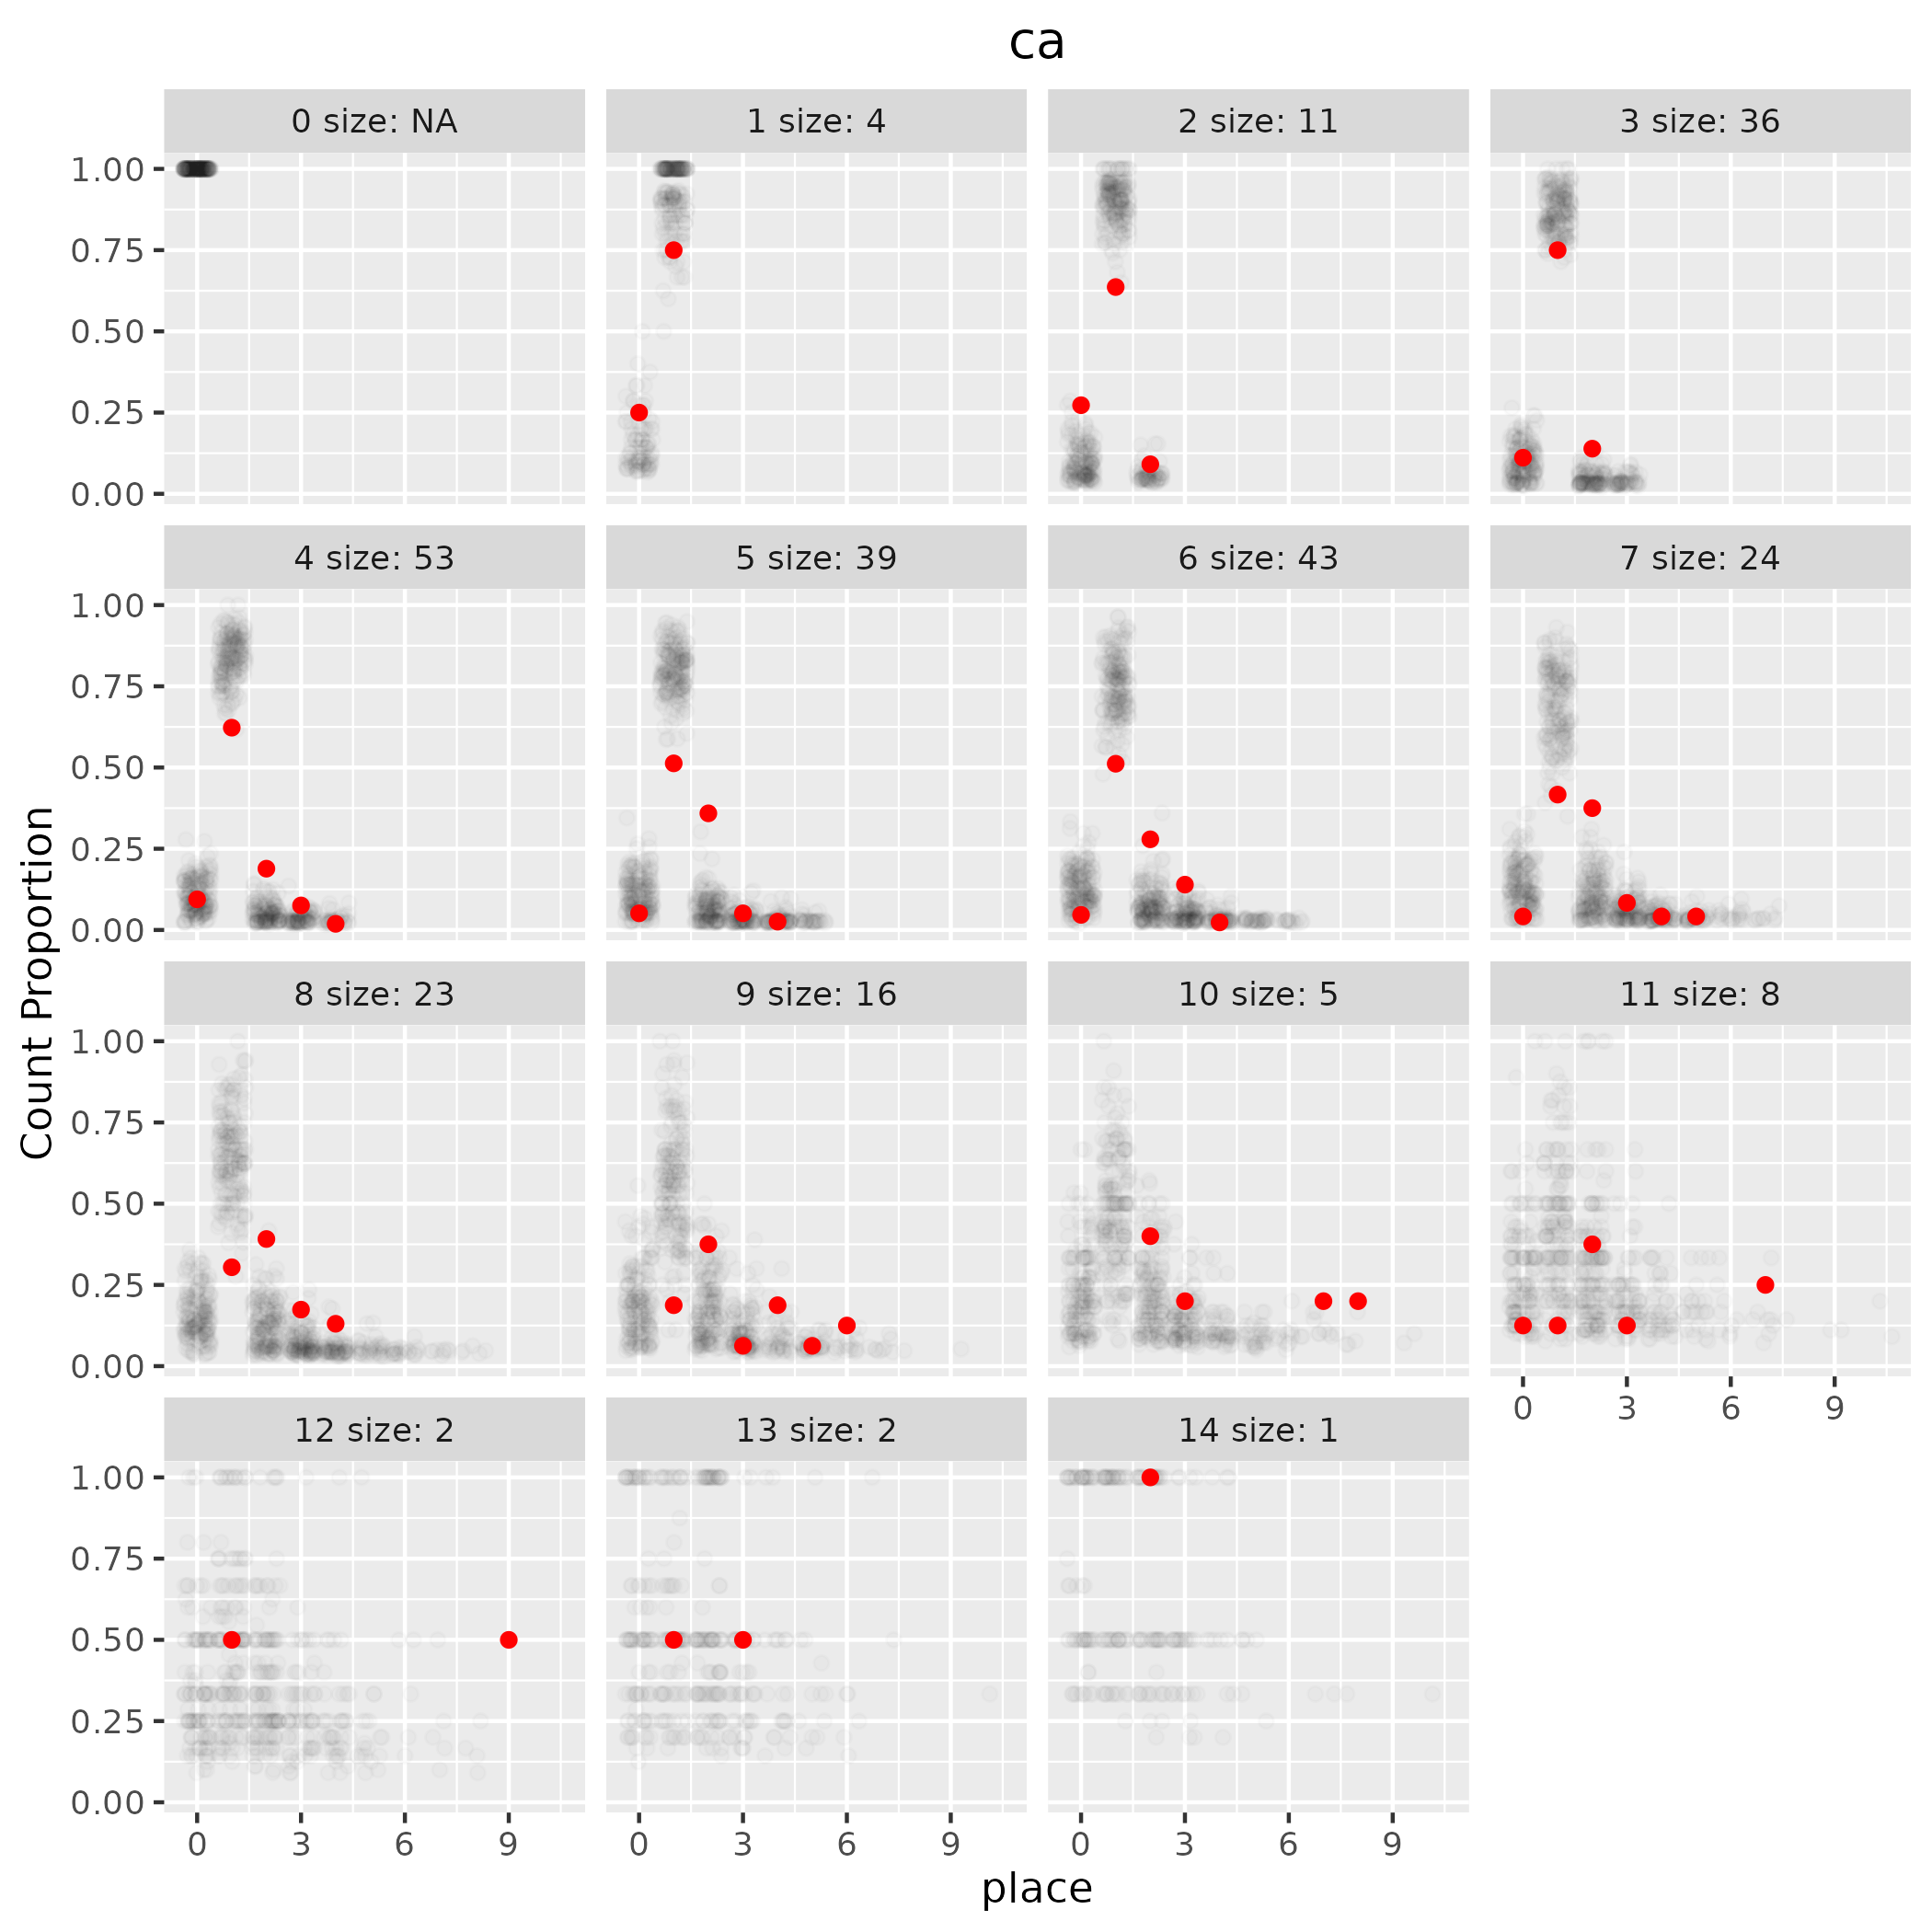 ca
0 size: NA
1 size: 4
2 size: 11
3 size: 36
1.00
0.75
0.50
0.25
0.00
4 size: 53
5 size: 39
6 size: 43
7 size: 24
1.00
0.75
0.50
0.25
0.00
8 size: 23
9 size: 16
10 size: 5
11 size: 8
1.00
0.75
0.50
0.25
0.00
0 3 6 9
12 size: 2
13 size: 2
14 size: 1
1.00
0.75
0.50
0.25
0.00
0 3 6 9
0 3 6 9
0 3 6 9
place
Count Proportion